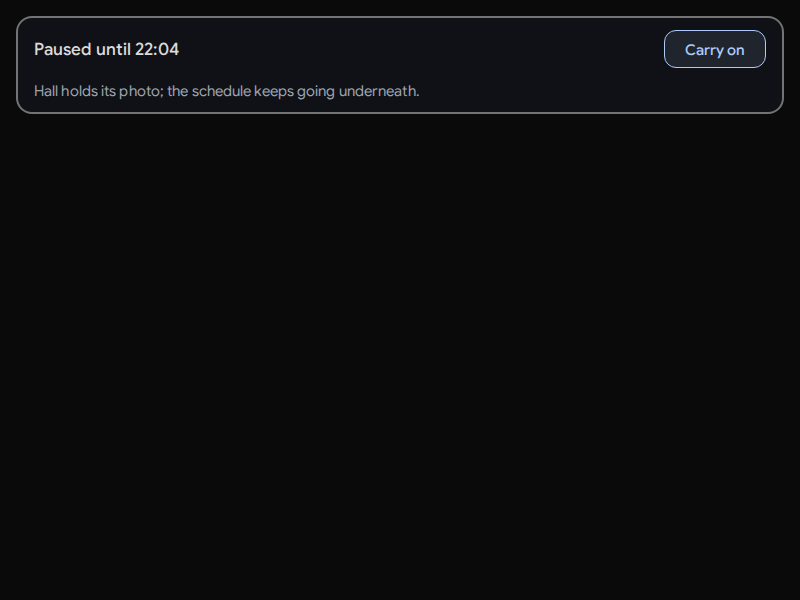 Paused until 22:04
Carry on
Hall holds its photo; the schedule keeps going underneath.